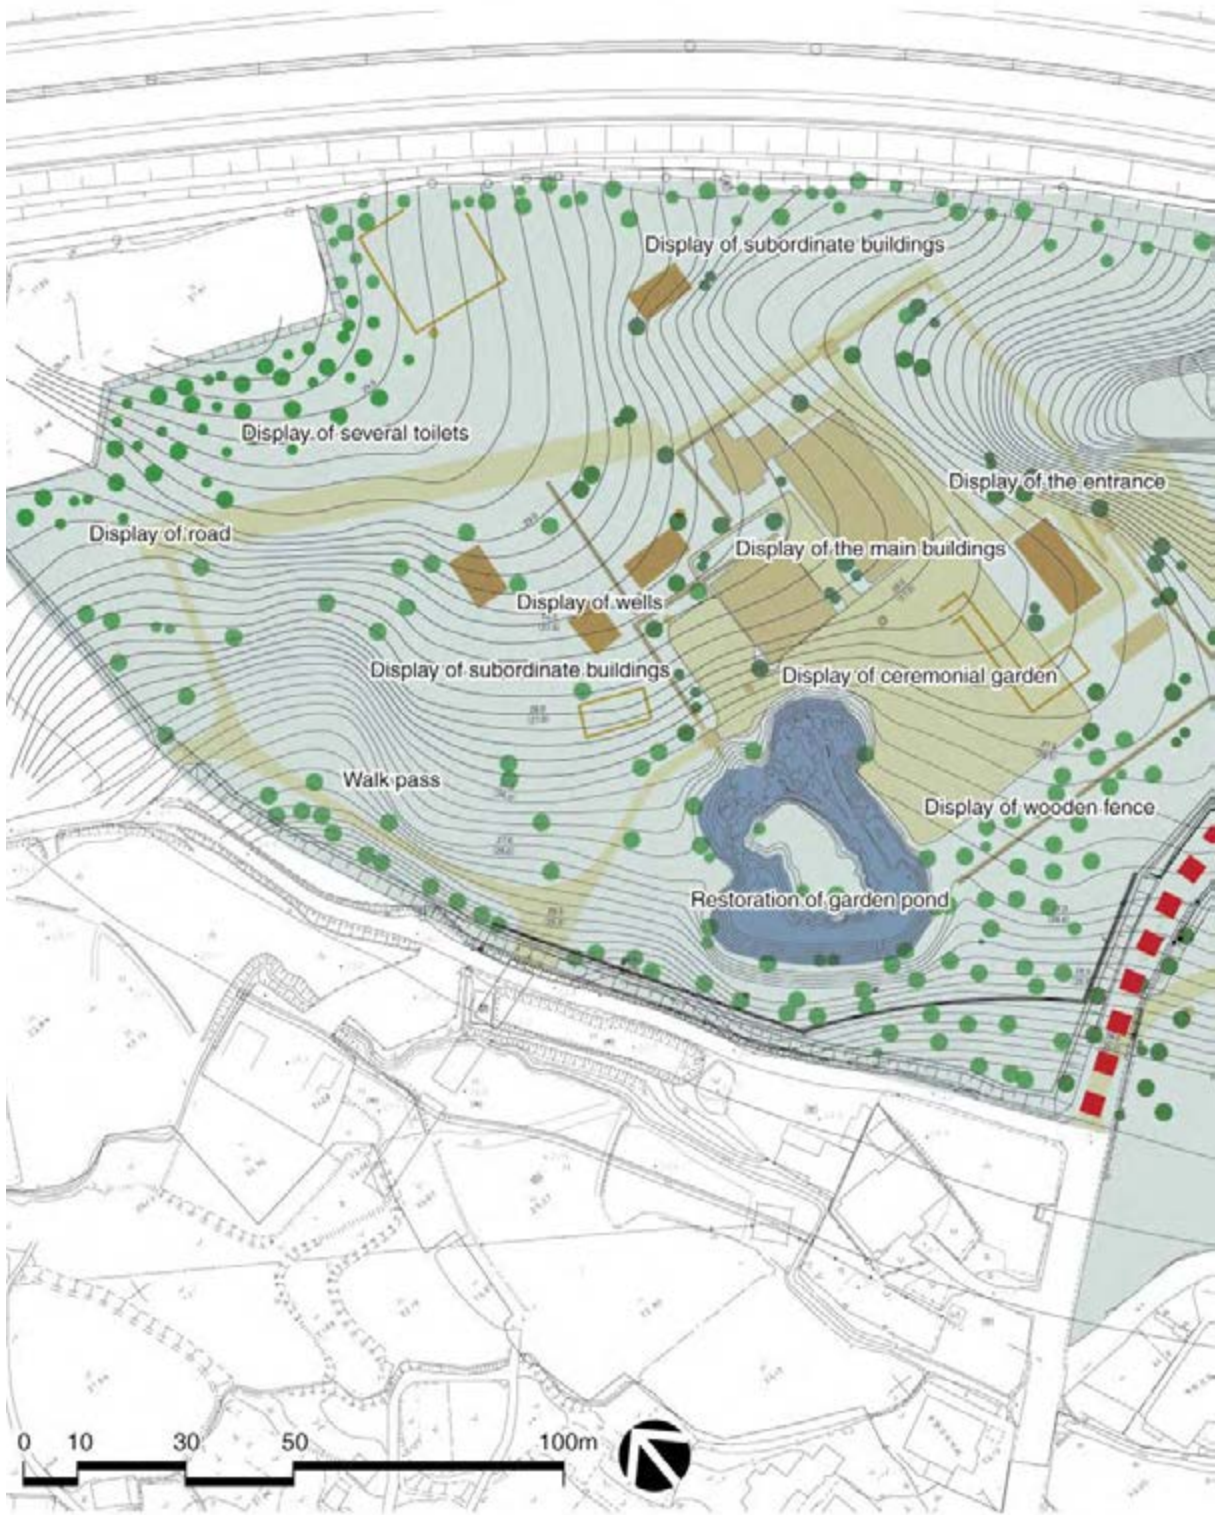 Display of subordinate buildings
Display of several toilets
Display of the entrance
Display of road
Display of the main buildings
Display of wells
Display of subordinate buildings
Display of ceremonial garden
Walk pass
Display of wooden fence
Restoration of garden pond
0 10 30 50 100m